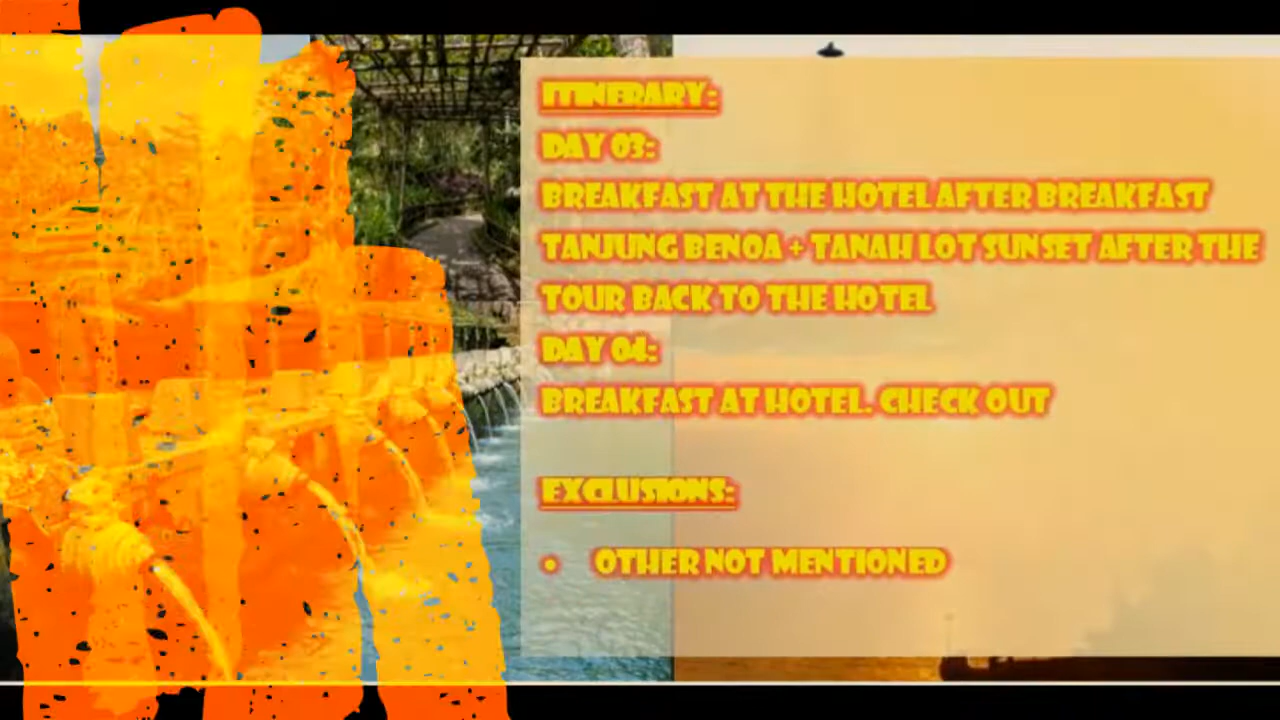 ITINERARY:
DAY 03:
BREAKFAST AT THE HOTEL AFTER BREAKFAST
TANJUNG BENOA + TANAH LOT SUNSET AFTER THE
TOUR BACK TO THE HOTEL
DAY 04:
BREAKFAST AT HOTEL. CHECK OUT
EXCLUSIONS:
• OTHER NOT MENTIONED